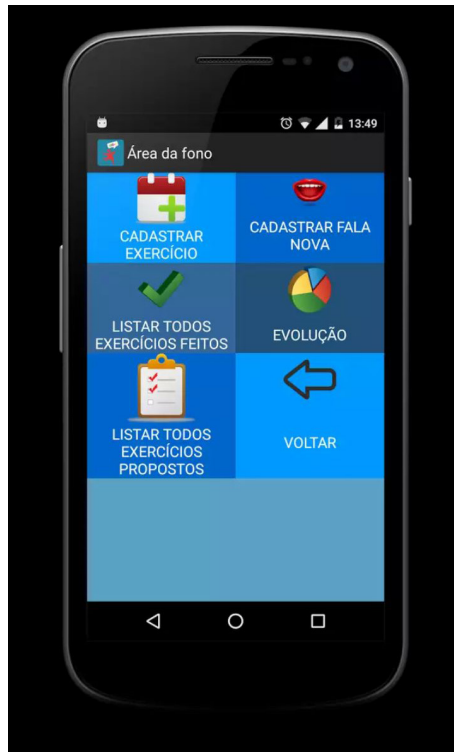 13:49
Área da fono
CADASTRAR
EXERCÍCIO
CADASTRAR FALA
NOVA
LISTAR TODOS
EXERCÍCIOS FEITOS
EVOLUÇÃO
LISTAR TODOS
EXERCÍCIOS
PROPOSTOS
VOLTAR